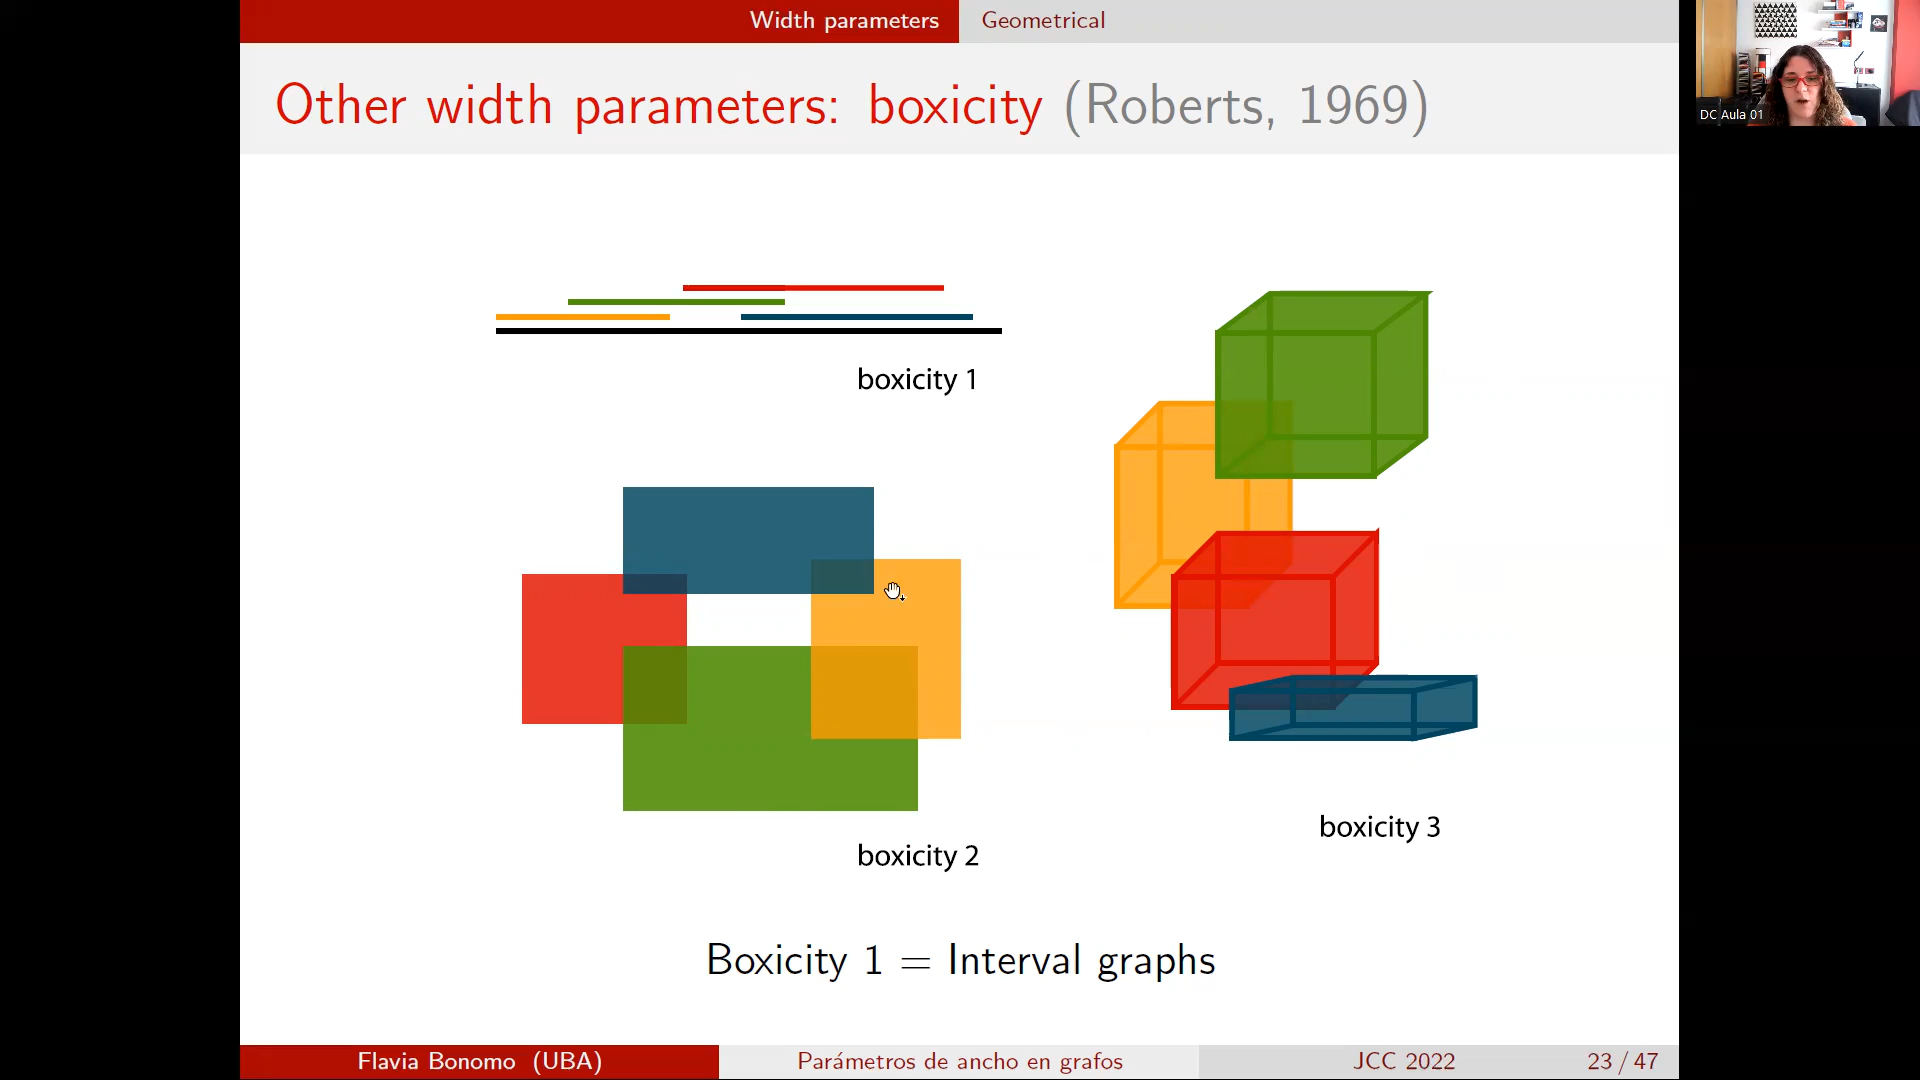 Width parameters
Geometrical
Other width parameters: boxicity (Roberts, 1969)
DC Aula 01
boxicity 1
boxicity 2
boxicity 3
Boxicity 1 = Interval graphs
Flavia Bonomo (UBA)
Parámetros de ancho en grafos
JCC 2022
23 / 47